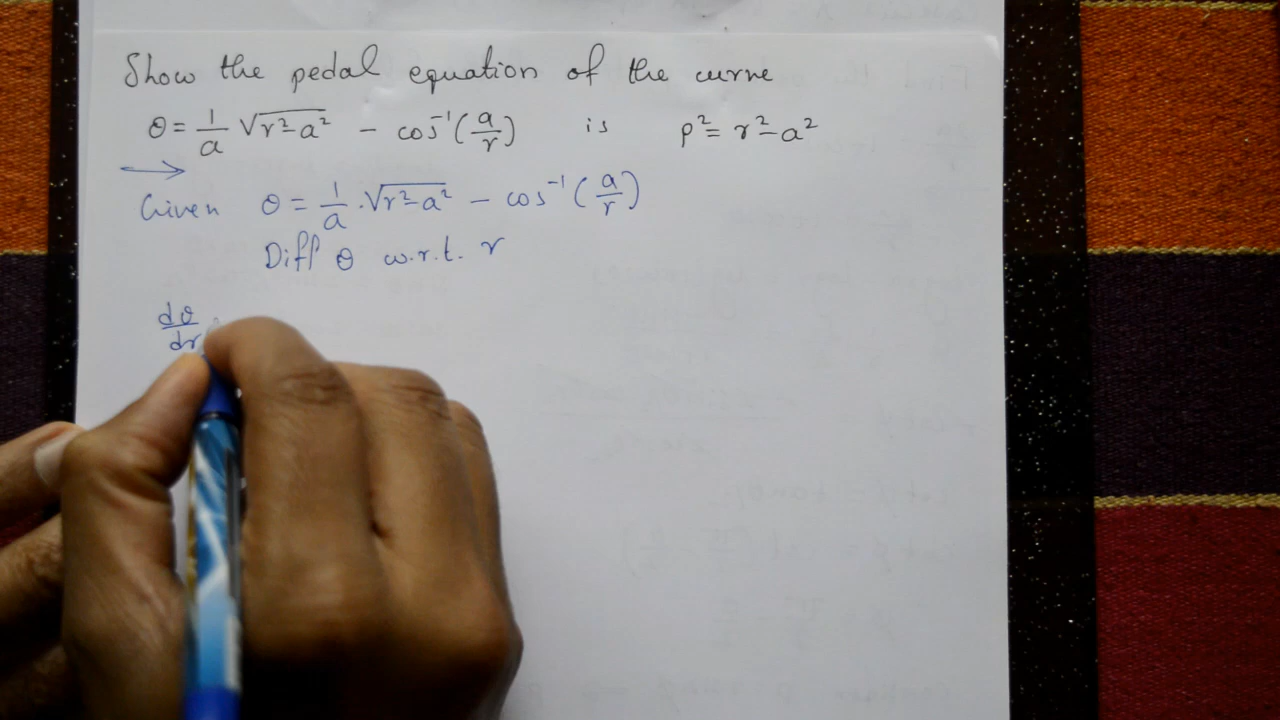 Show the pedal equation of the curve
θ = 1/a √(r²-a²) - cos⁻¹(a/r) is p² = r²-a²
→
Given θ = 1/a .√(r²-a²) - cos⁻¹(a/r)
Diff θ w.r.t. r
dθ/dr